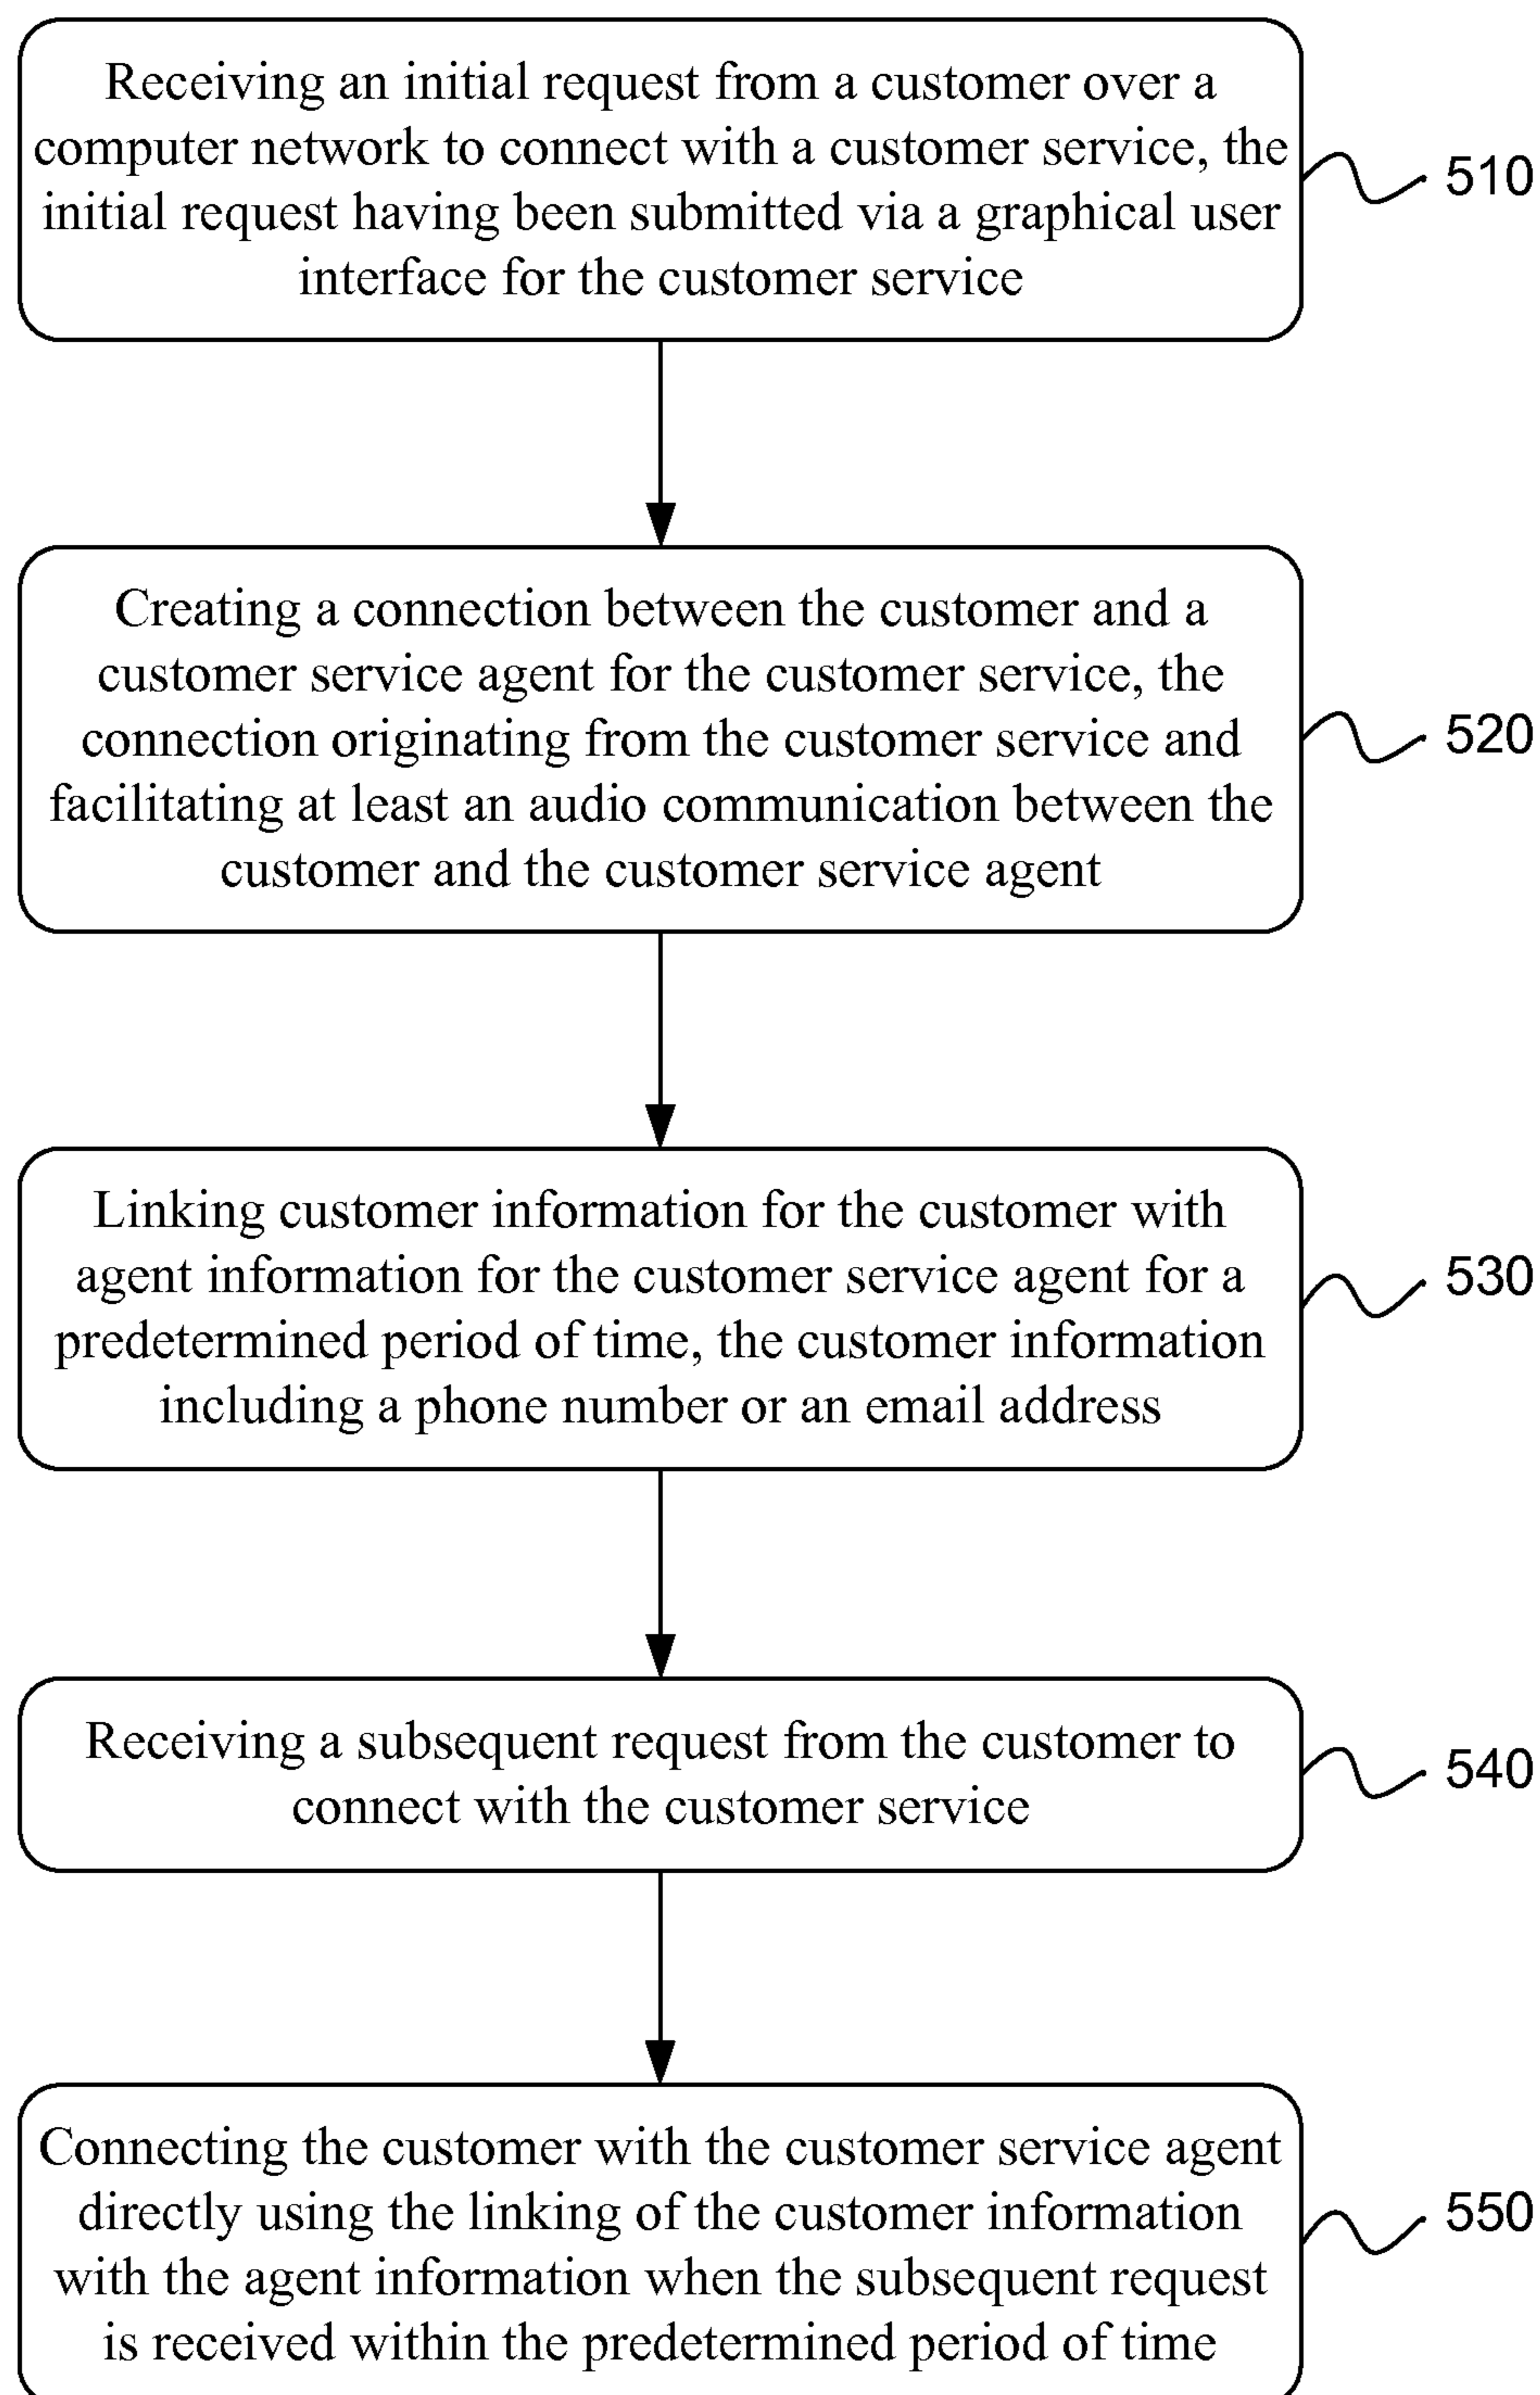 Receiving an initial request from a customer over a
computer network to connect with a customer service, the
initial request having been submitted via a graphical user
interface for the customer service
510
Creating a connection between the customer and a
customer service agent for the customer service, the
connection originating from the customer service and
facilitating at least an audio communication between the
customer and the customer service agent
520
Linking customer information for the customer with
agent information for the customer service agent for a
predetermined period of time, the customer information
including a phone number or an email address
530
Receiving a subsequent request from the customer to
connect with the customer service
540
Connecting the customer with the customer service agent
directly using the linking of the customer information
with the agent information when the subsequent request
is received within the predetermined period of time
550